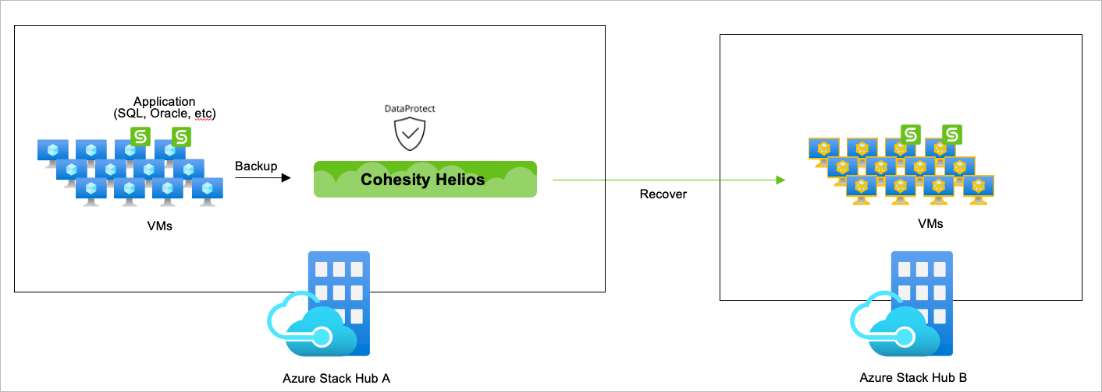 Application
(SQL, Oracle, etc)
S
S
VMs
Backup
DataProtect
Cohesity Helios
Azure Stack Hub A
Recover
S
S
VMs
Azure Stack Hub B